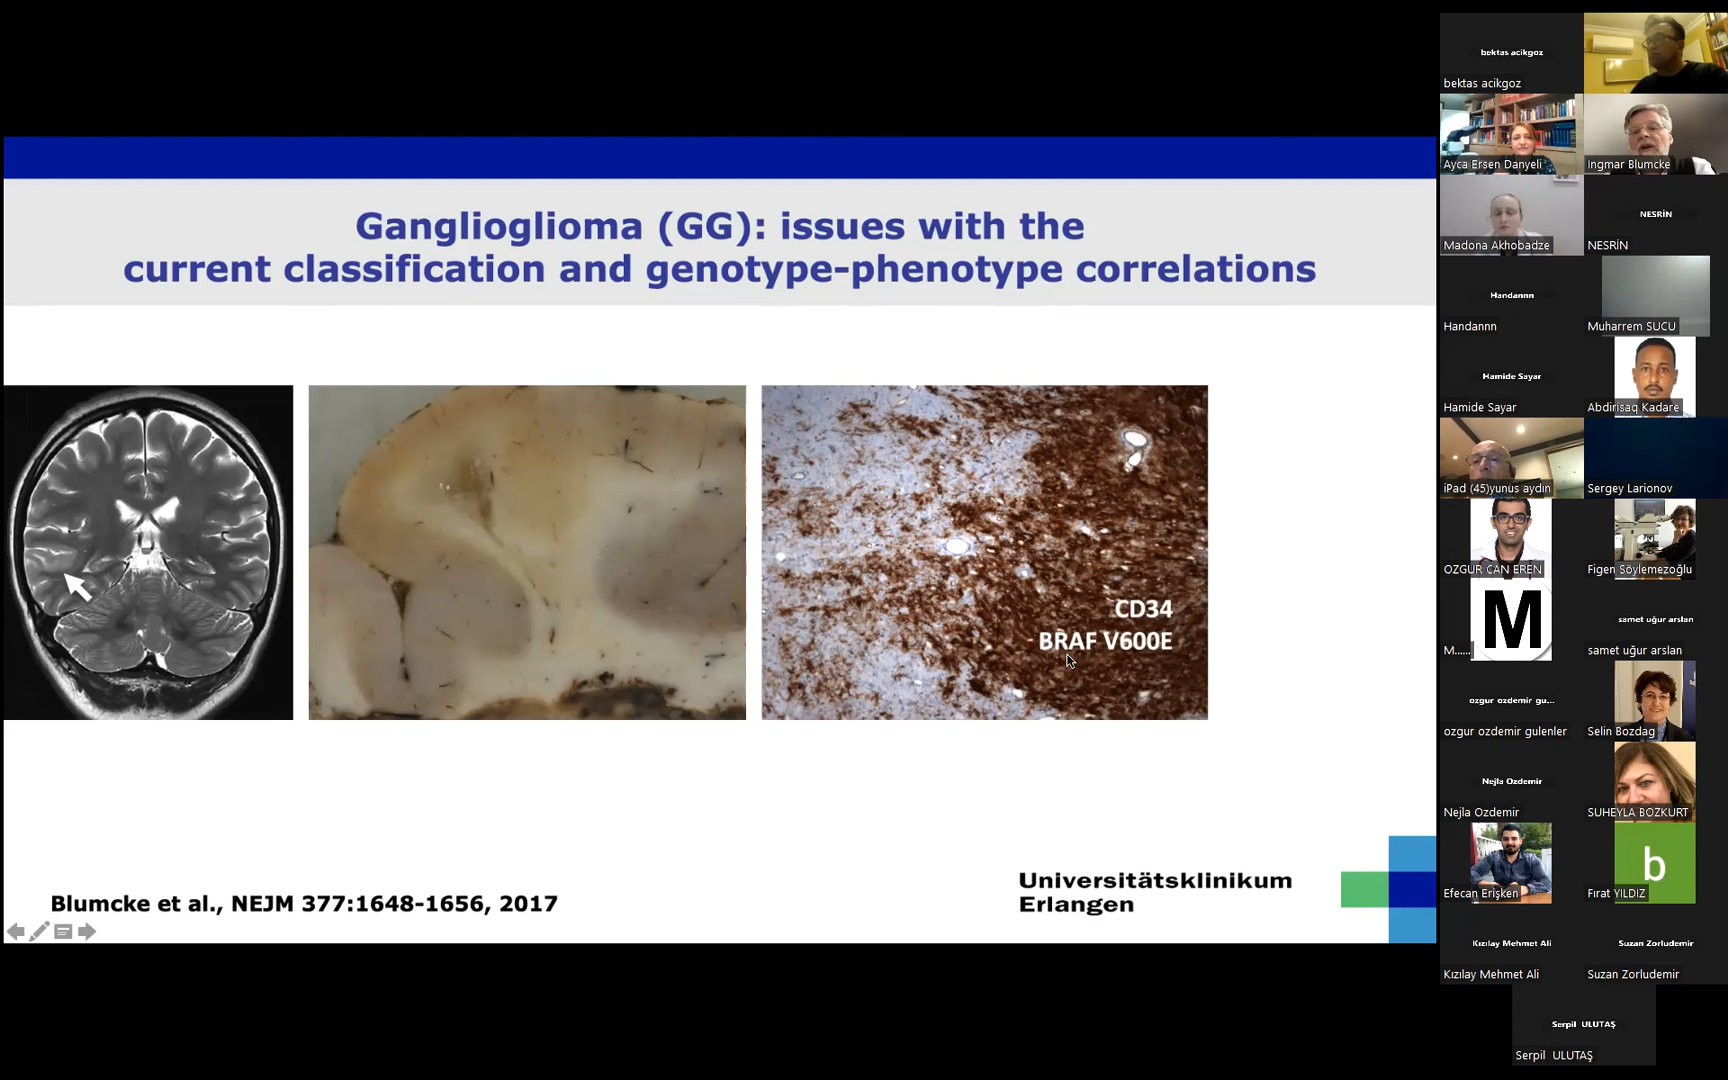 Ganglioglioma (GG): issues with the
current classification and genotype-phenotype correlations
CD34
BRAF V600E
Blumcke et al., NEJM 377:1648-1656, 2017
Universitätsklinikum
Erlangen
bektas acikgoz
bektas acikgoz
Ayca Ersen Danyeli
Ingmar Blumcke
Madona Akhobadze
NESRİN
NESRİN
Handannn
Handannn
Muharrem SUCU
Hamide Sayar
Hamide Sayar
Abdirisaq Kadare
iPad (45)yunus aydın
Sergey Larionov
OZGUR CAN EREN
Figen Söylemezoğlu
M
M......
samet uğur arslan
samet uğur arslan
ozgur ozdemir gu...
ozgur ozdemir gulenler
Selin Bozdag
Nejla Ozdemir
Nejla Ozdemir
SUHEYLA BOZKURT
Efecan Erişken
b
Fırat YILDIZ
Kızılay Mehmet Ali
Kızılay Mehmet Ali
Suzan Zorludemir
Suzan Zorludemir
Serpil ULUTAŞ
Serpil ULUTAŞ